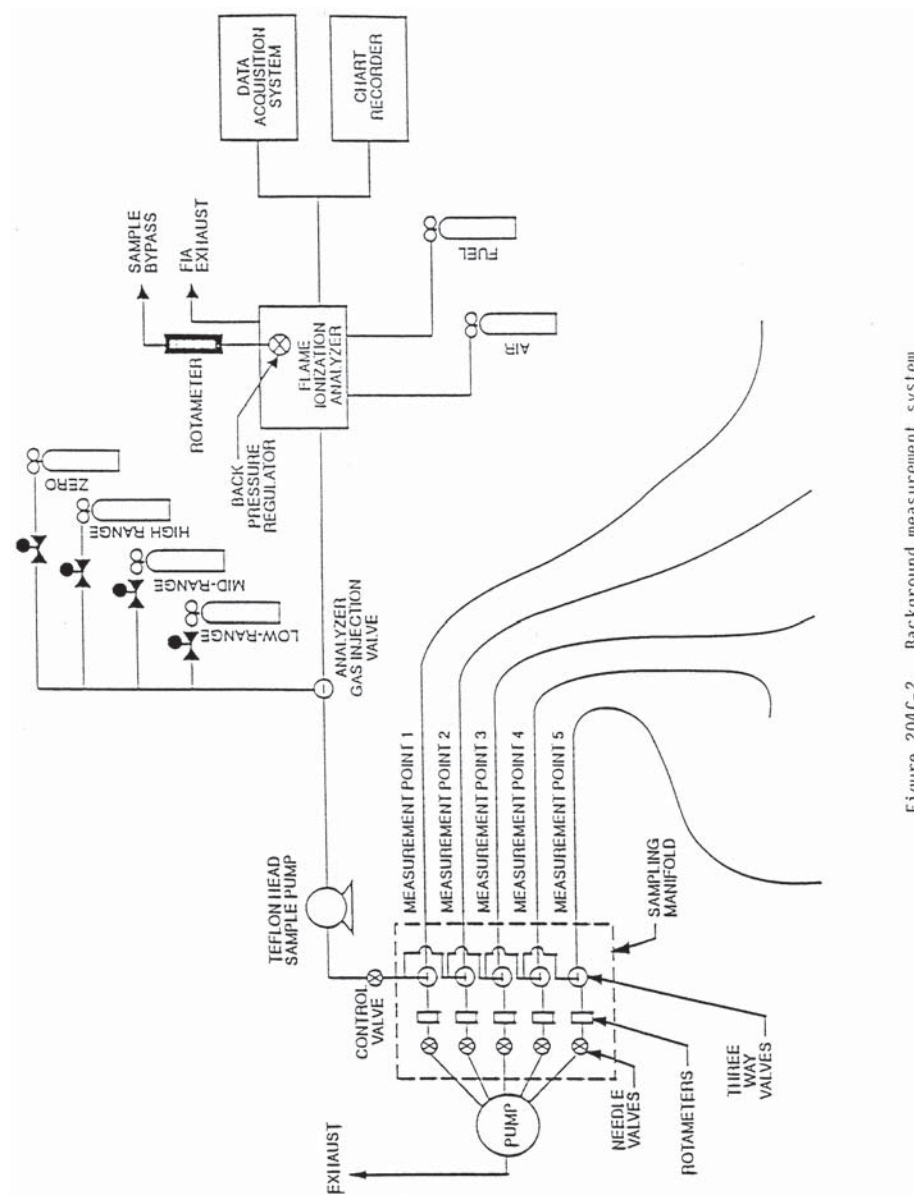 DATA
ACQUISITION
SYSTEM
CHART
RECORDER
SAMPLE
BYPASS
FIA
EXHAUST
ROTAMETER
FLAME
IONIZATION
ANALYZER
BACK
PRESSURE
REGULATOR
FUEL
AIR
ZERO
HIGH RANGE
MID-RANGE
LOW-RANGE
ANALYZER
GAS INJECTION
VALVE
TEFLON HEAD
SAMPLE PUMP
MEASUREMENT POINT 1
MEASUREMENT POINT 2
MEASUREMENT POINT 3
MEASUREMENT POINT 4
MEASUREMENT POINT 5
CONTROL
VALVE
SAMPLING
MANIFOLD
THREE
WAY
VALVES
ROTAMETERS
NEEDLE
VALVES
PUMP
EXHAUST
Figure 204C-2. Background measurement system